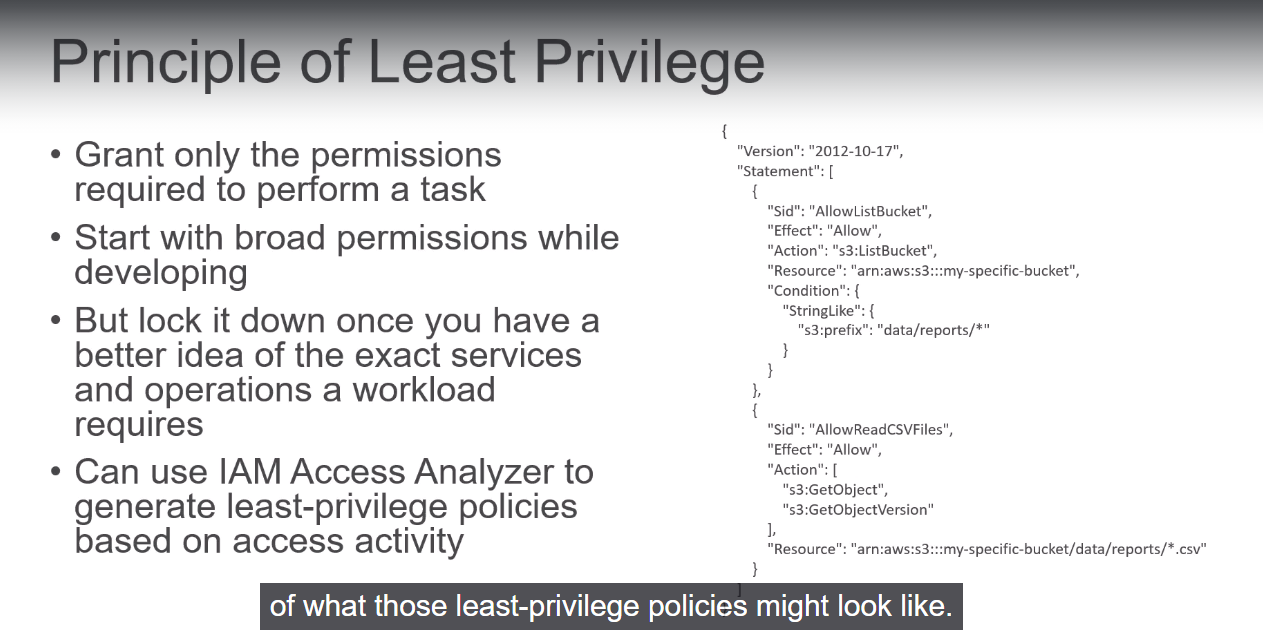 Principle of Least Privilege
• Grant only the permissions
required to perform a task
• Start with broad permissions while
developing
• But lock it down once you have a
better idea of the exact services
and operations a workload
requires
• Can use IAM Access Analyzer to
generate least-privilege policies
based on access activity
{
"Version": "2012-10-17",
"Statement": [
{
"Sid": "AllowListBucket",
"Effect": "Allow",
"Action": "s3:ListBucket",
"Resource": "arn:aws:s3:::my-specific-bucket",
"Condition": {
"StringLike": {
"s3:prefix": "data/reports/*"
}
}
},
{
"Sid": "AllowReadCSVFiles",
"Effect": "Allow",
"Action": [
"s3:GetObject",
"s3:GetObjectVersion"
],
"Resource": "arn:aws:s3:::my-specific-bucket/data/reports/*.csv"
}
]
of what those least-privilege policies might look like.